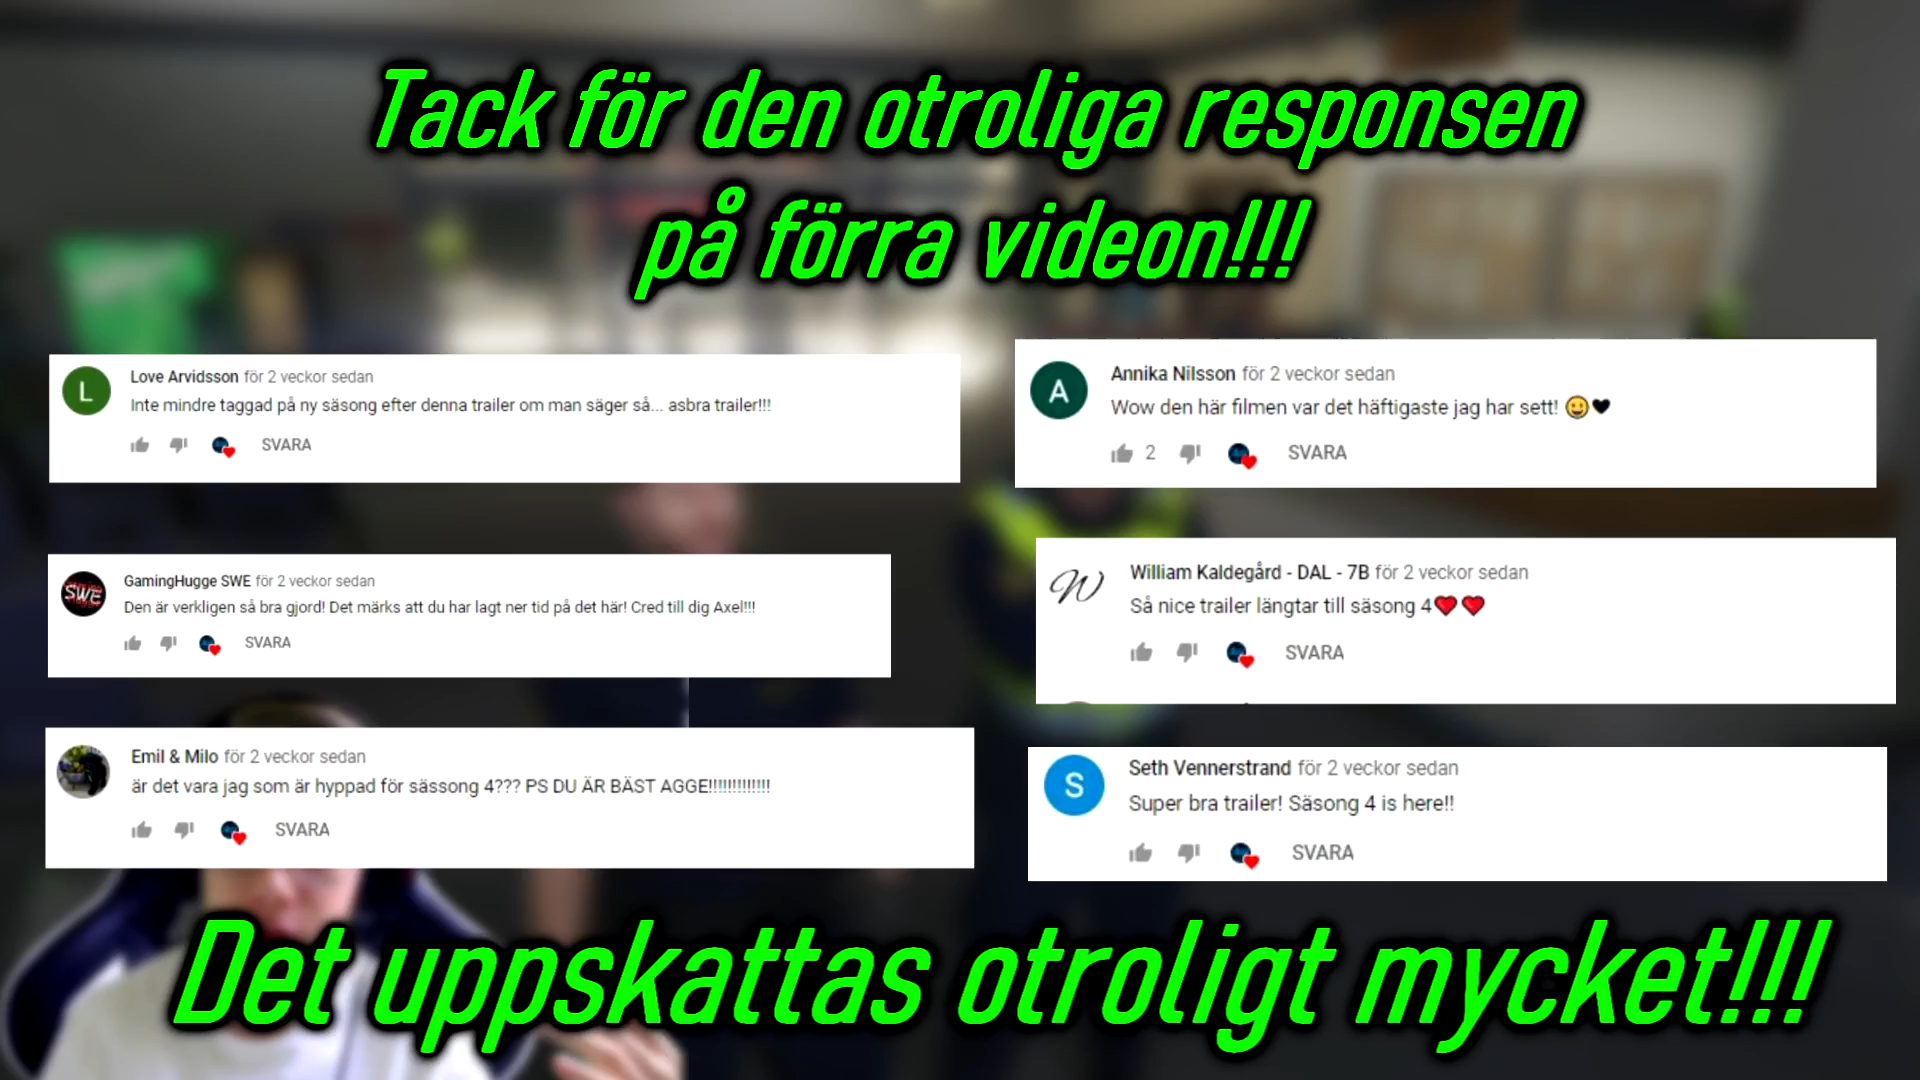 Tack för den otroliga responsen
på förra videon!!!
L
Love Arvidsson för 2 veckor sedan
Inte mindre taggad på ny säsong efter denna trailer om man säger så... asbra trailer!!!
SVARA
A
Annika Nilsson för 2 veckor sedan
Wow den här filmen var det häftigaste jag har sett! 😀🖤
2 SVARA
SWE
GamingHugge SWE för 2 veckor sedan
Den är verkligen så bra gjord! Det märks att du har lagt ner tid på det här! Cred till dig Axel!!!
SVARA
W
William Kaldegård - DAL - 7B för 2 veckor sedan
Så nice trailer längtar till säsong 4❤️❤️
SVARA
Emil & Milo för 2 veckor sedan
är det vara jag som är hyppad för sässong 4??? PS DU ÄR BÄST AGGE!!!!!!!!!!!!!
SVARA
S
Seth Vennerstrand för 2 veckor sedan
Super bra trailer! Säsong 4 is here!!
SVARA
Det uppskattas otroligt mycket!!!